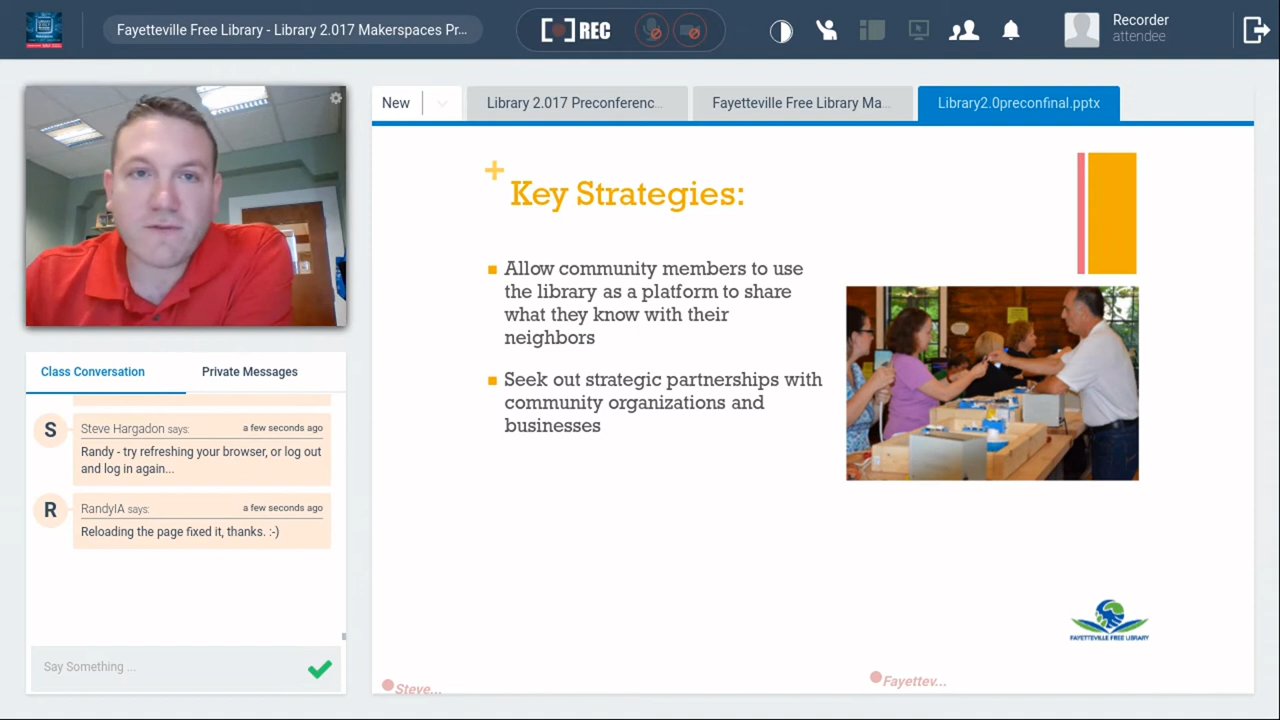 Fayetteville Free Library - Library 2.017 Makerspaces Pr...
REC
Recorder
attendee
New
Library 2.017 Preconferenc
Fayetteville Free Library Ma...
Library2.0preconfinal.pptx
+
Key Strategies:
Allow community members to use
the library as a platform to share
what they know with their
neighbors
Seek out strategic partnerships with
community organizations and
businesses
FAYETTEVILLE FREE LIBRARY
Class Conversation
Private Messages
S
Steve Hargadon says:
a few seconds ago
Randy - try refreshing your browser, or log out
and log in again...
R
RandyIA says:
a few seconds ago
Reloading the page fixed it, thanks. :-)
Say Something ...
Steve...
Fayettev...